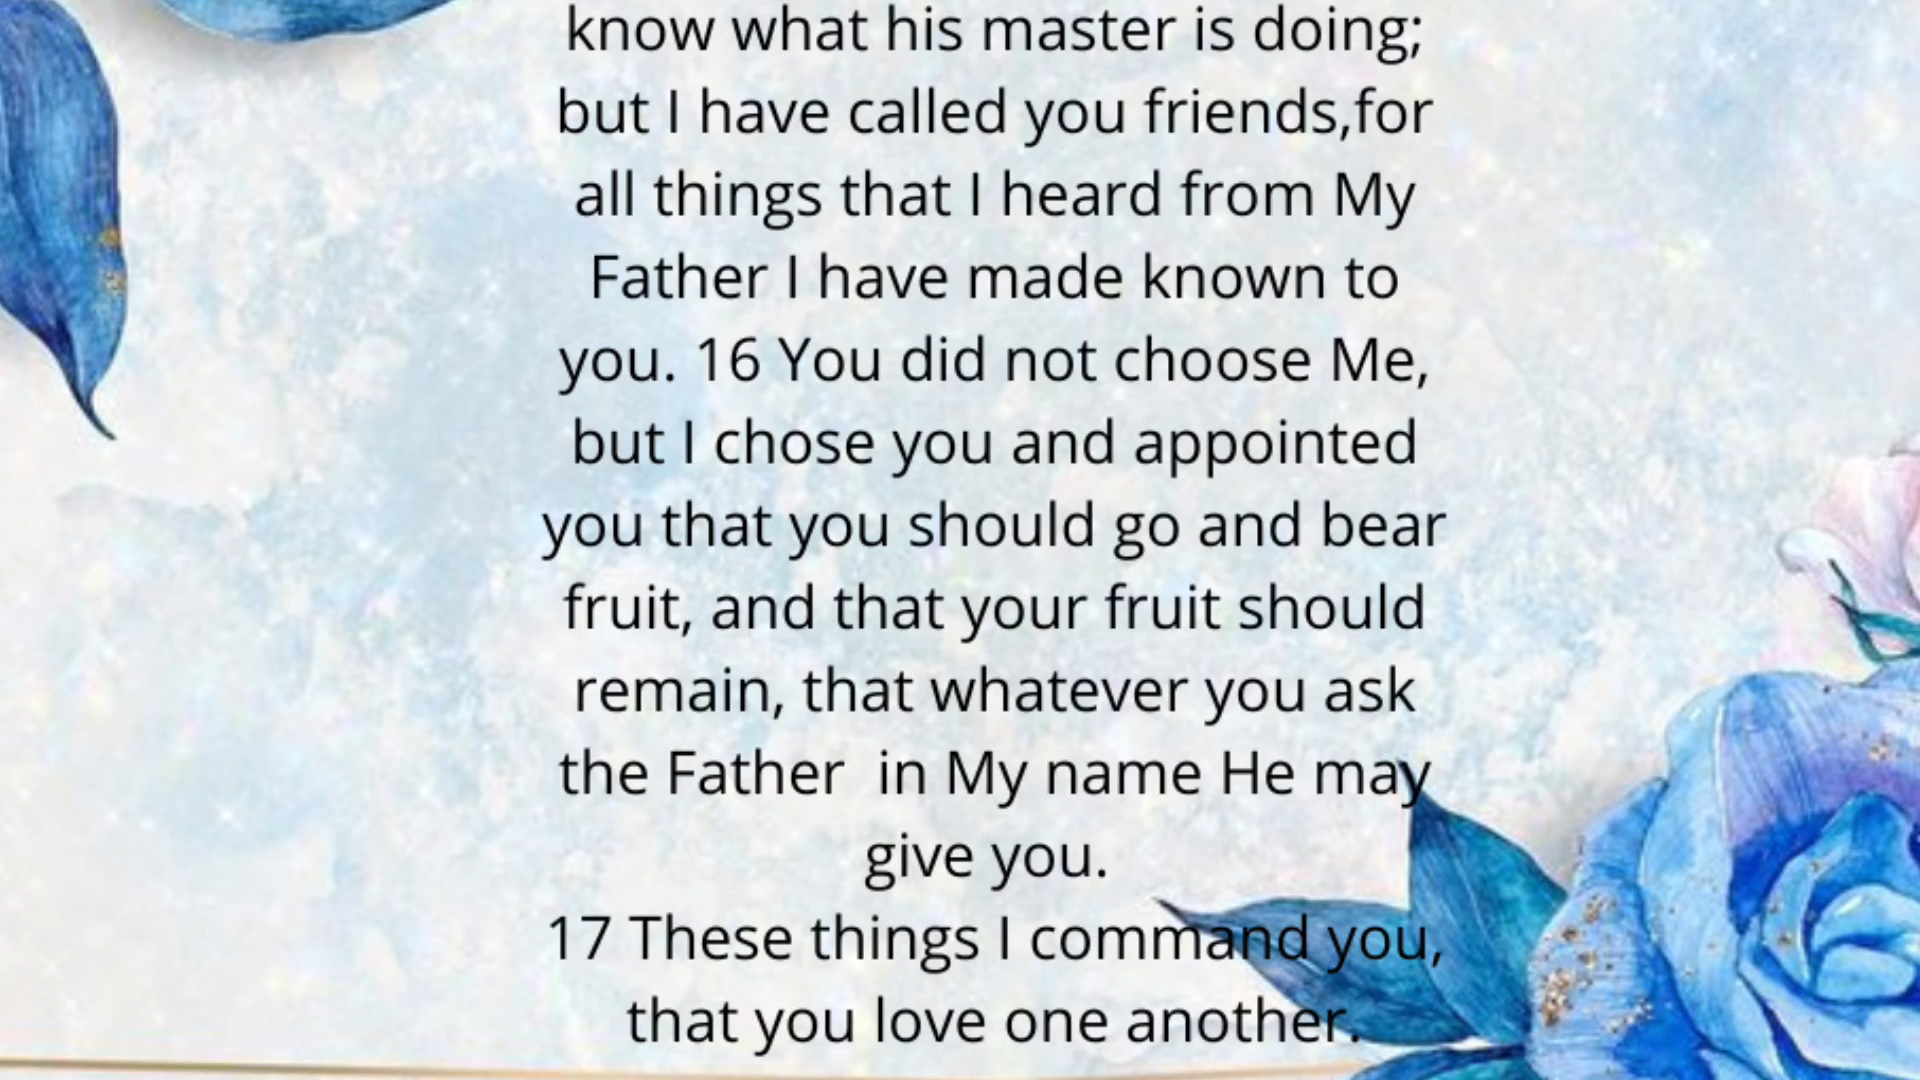 know what his master is doing;
but I have called you friends,for
all things that I heard from My
Father I have made known to
you. 16 You did not choose Me,
but I chose you and appointed
you that you should go and bear
fruit, and that your fruit should
remain, that whatever you ask
the Father  in My name He may
give you.
17 These things I command you,
that you love one another.